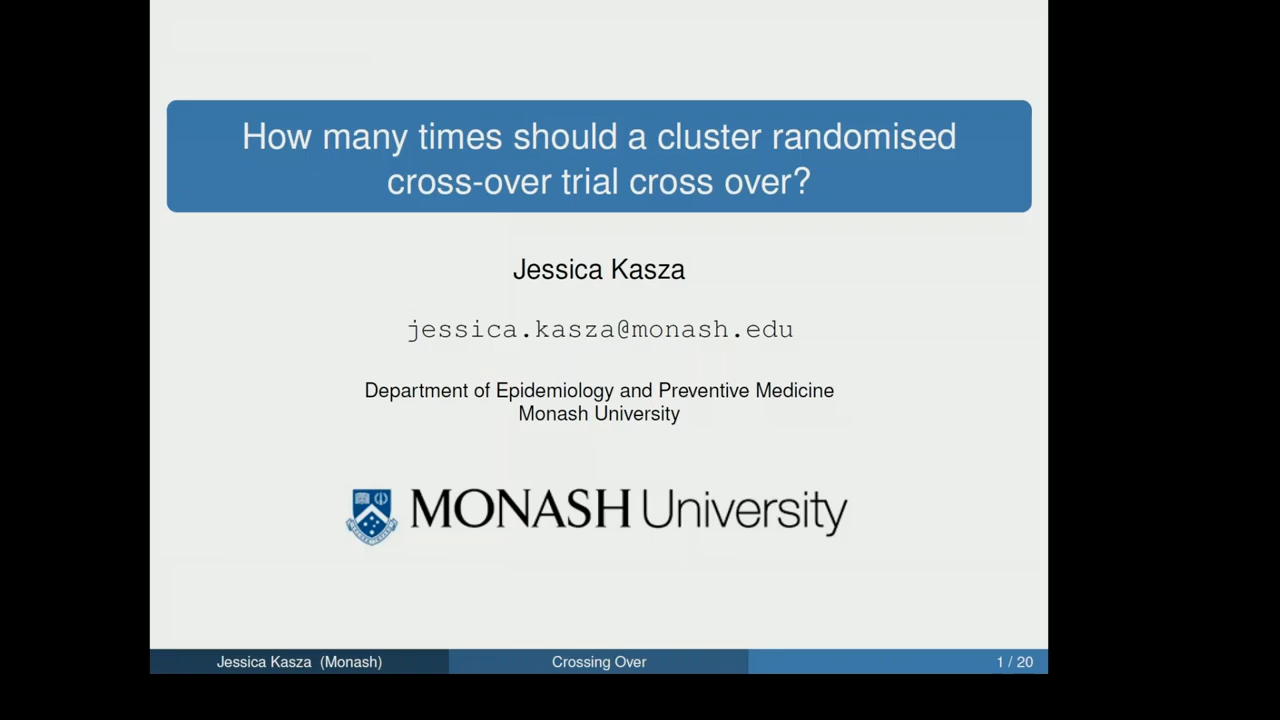 How many times should a cluster randomised
cross-over trial cross over?
Jessica Kasza
jessica.kasza@monash.edu
Department of Epidemiology and Preventive Medicine
Monash University
MONASH University
Jessica Kasza (Monash)
Crossing Over
1 / 20